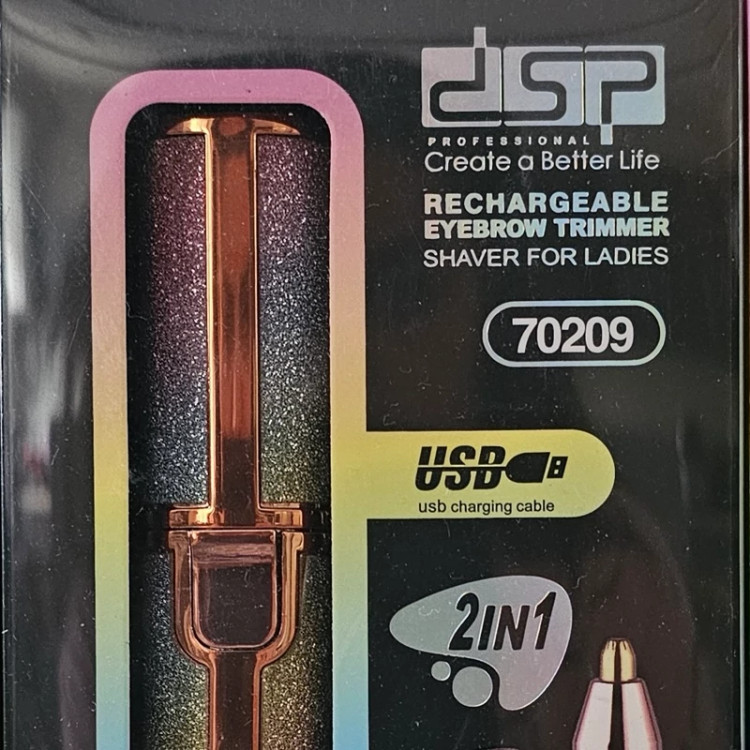 dsp
PROFESSIONAL
Create a Better Life
RECHARGEABLE
EYEBROW TRIMMER
SHAVER FOR LADIES
70209
USB
usb charging cable
2IN1